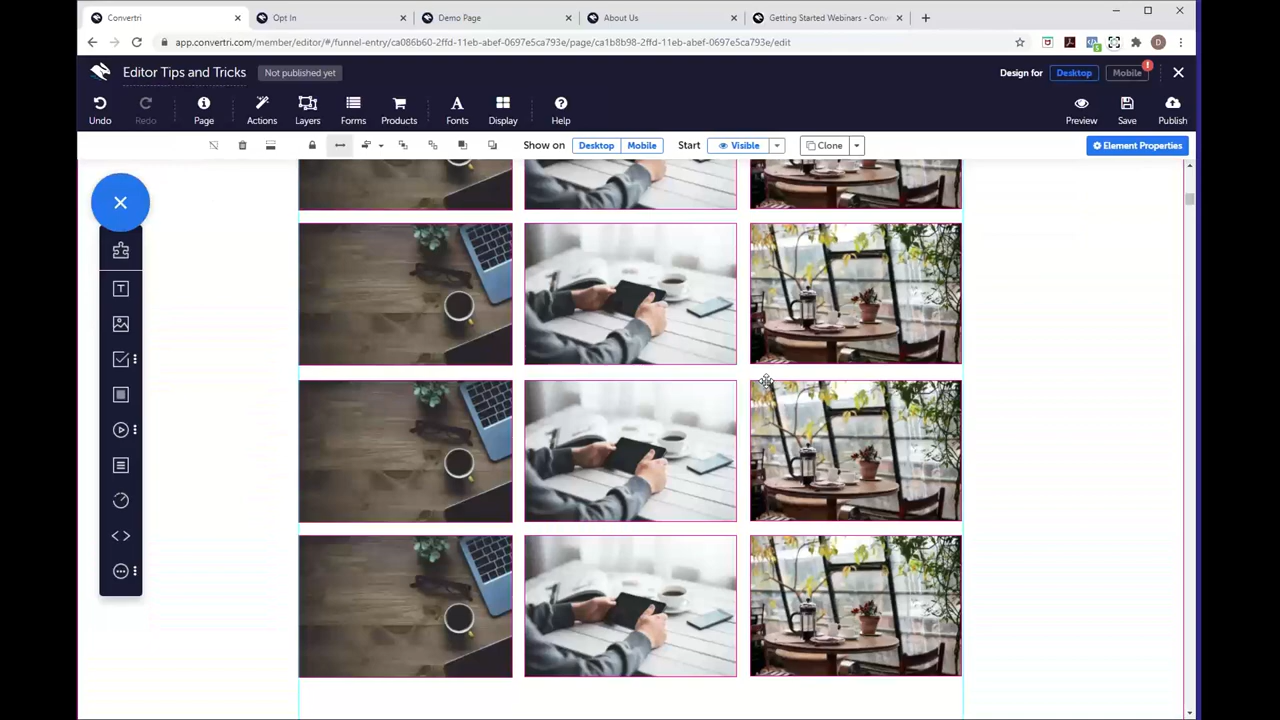 Convertri
Opt In
Demo Page
About Us
Getting Started Webinars - Conv
app.convertri.com/member/editor/#/funnel-entry/ca086b60-2ffd-11eb-abef-0697e5ca793e/page/ca1b8b98-2ffd-11eb-abef-0697e5ca793e/edit
5
D
Editor Tips and Tricks
Not published yet
Design for
Desktop
Mobile
!
Undo
Redo
Page
Actions
Layers
Forms
Products
Fonts
Display
Help
Preview
Save
Publish
Show on
Desktop
Mobile
Start
Visible
Clone
Element Properties